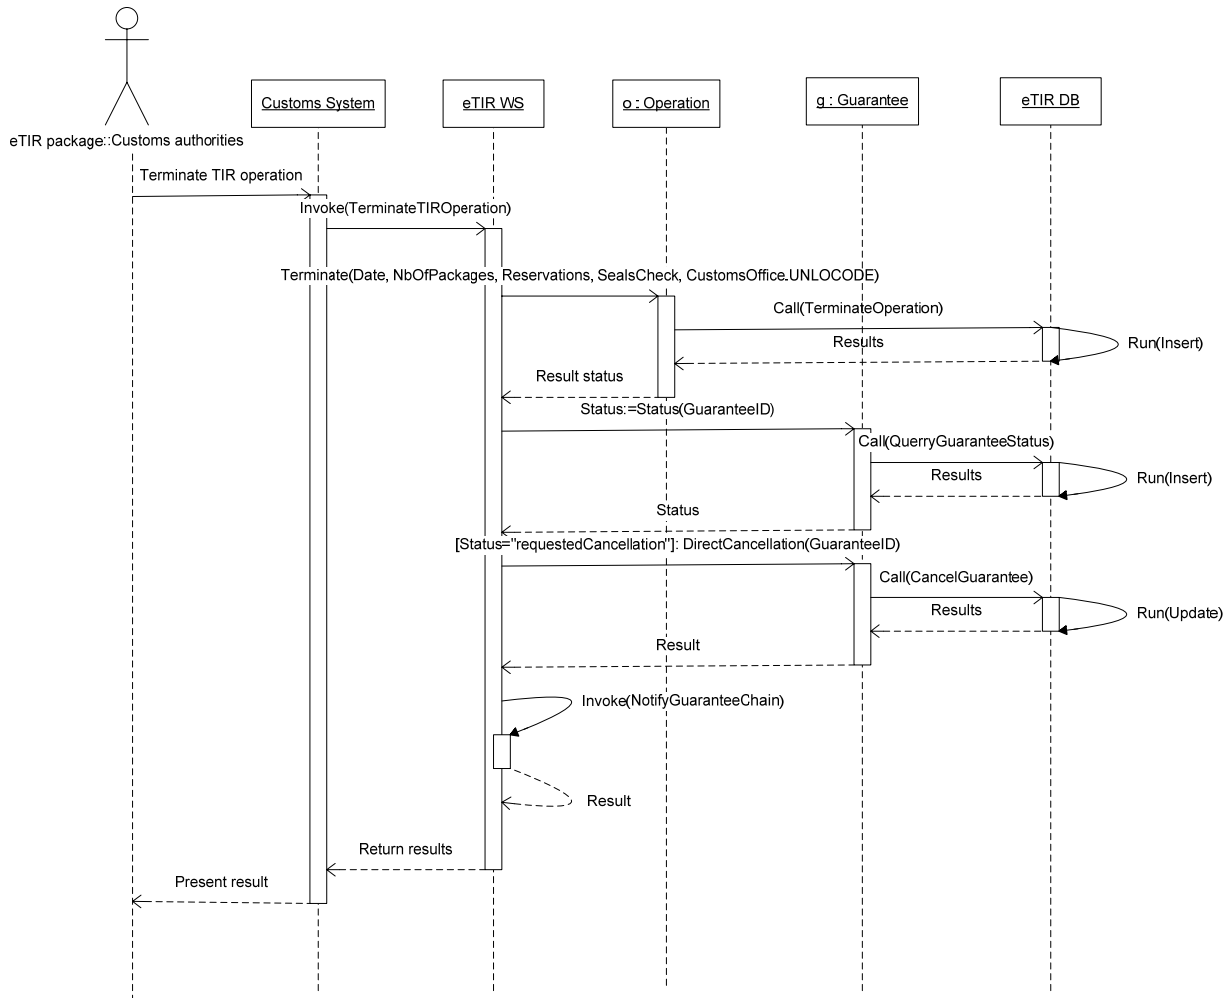 Customs System
eTIR WS
o : Operation
g : Guarantee
eTIR DB
eTIR package::Customs authorities
Terminate TIR operation
Invoke(TerminateTIROperation)
Terminate(Date, NbOfPackages, Reservations, SealsCheck, CustomsOffice.UNLOCODE)
Call(TerminateOperation)
Results
Run(Insert)
Result status
Status:=Status(GuaranteeID)
Call(QuerryGuaranteeStatus)
Results
Run(Insert)
Status
[Status="requestedCancellation"]: DirectCancellation(GuaranteeID)
Call(CancelGuarantee)
Results
Run(Update)
Result
Invoke(NotifyGuaranteeChain)
Result
Return results
Present result